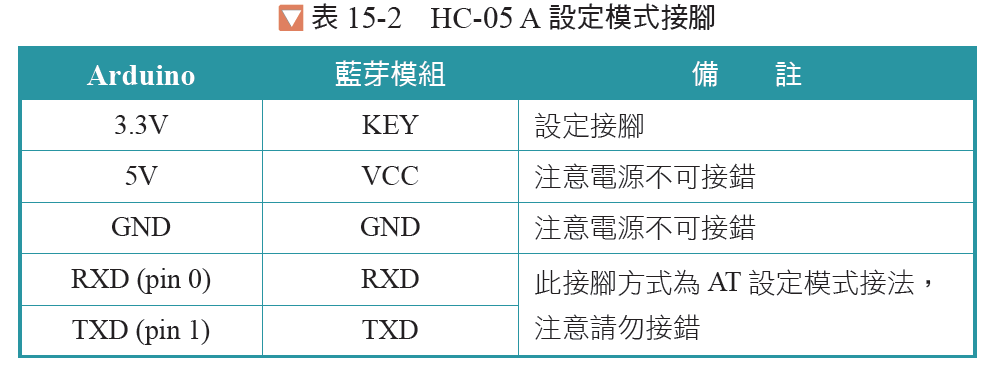 表 15-2 HC-05 A 設定模式接腳
Arduino 藍芽模組 備 註
3.3V KEY 設定接腳
5V VCC 注意電源不可接錯
GND GND 注意電源不可接錯
RXD (pin 0) RXD 此接腳方式為 AT 設定模式接法，
TXD (pin 1) TXD 注意請勿接錯